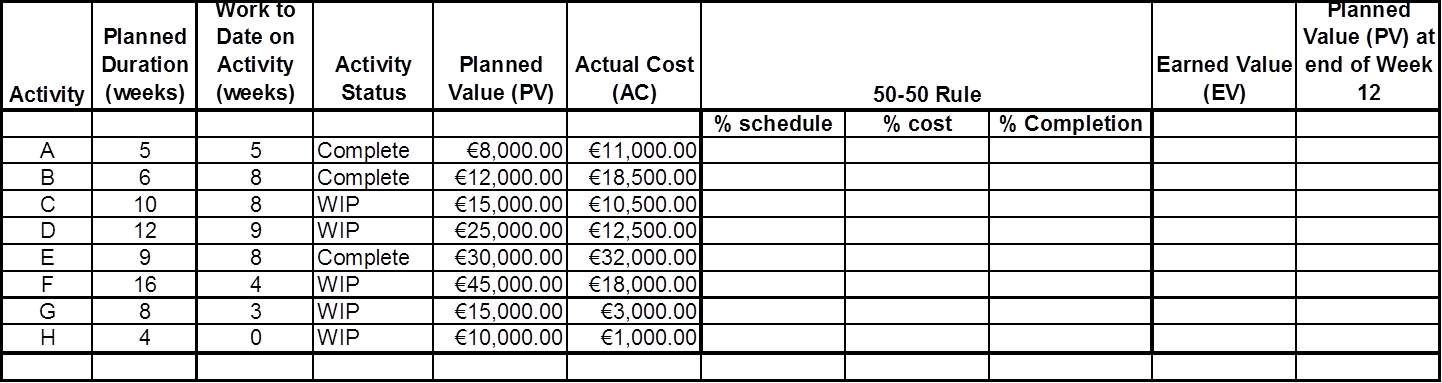 Activity | Planned Duration (weeks) | Work to Date on Activity (weeks) | Activity Status | Planned Value (PV) | Actual Cost (AC) | 50-50 Rule | Earned Value (EV) | Planned Value (PV) at end of Week 12
% schedule | % cost | % Completion
A | 5 | 5 | Complete | €8,000.00 | €11,000.00
B | 6 | 8 | Complete | €12,000.00 | €18,500.00
C | 10 | 8 | WIP | €15,000.00 | €10,500.00
D | 12 | 9 | WIP | €25,000.00 | €12,500.00
E | 9 | 8 | Complete | €30,000.00 | €32,000.00
F | 16 | 4 | WIP | €45,000.00 | €18,000.00
G | 8 | 3 | WIP | €15,000.00 | €3,000.00
H | 4 | 0 | WIP | €10,000.00 | €1,000.00